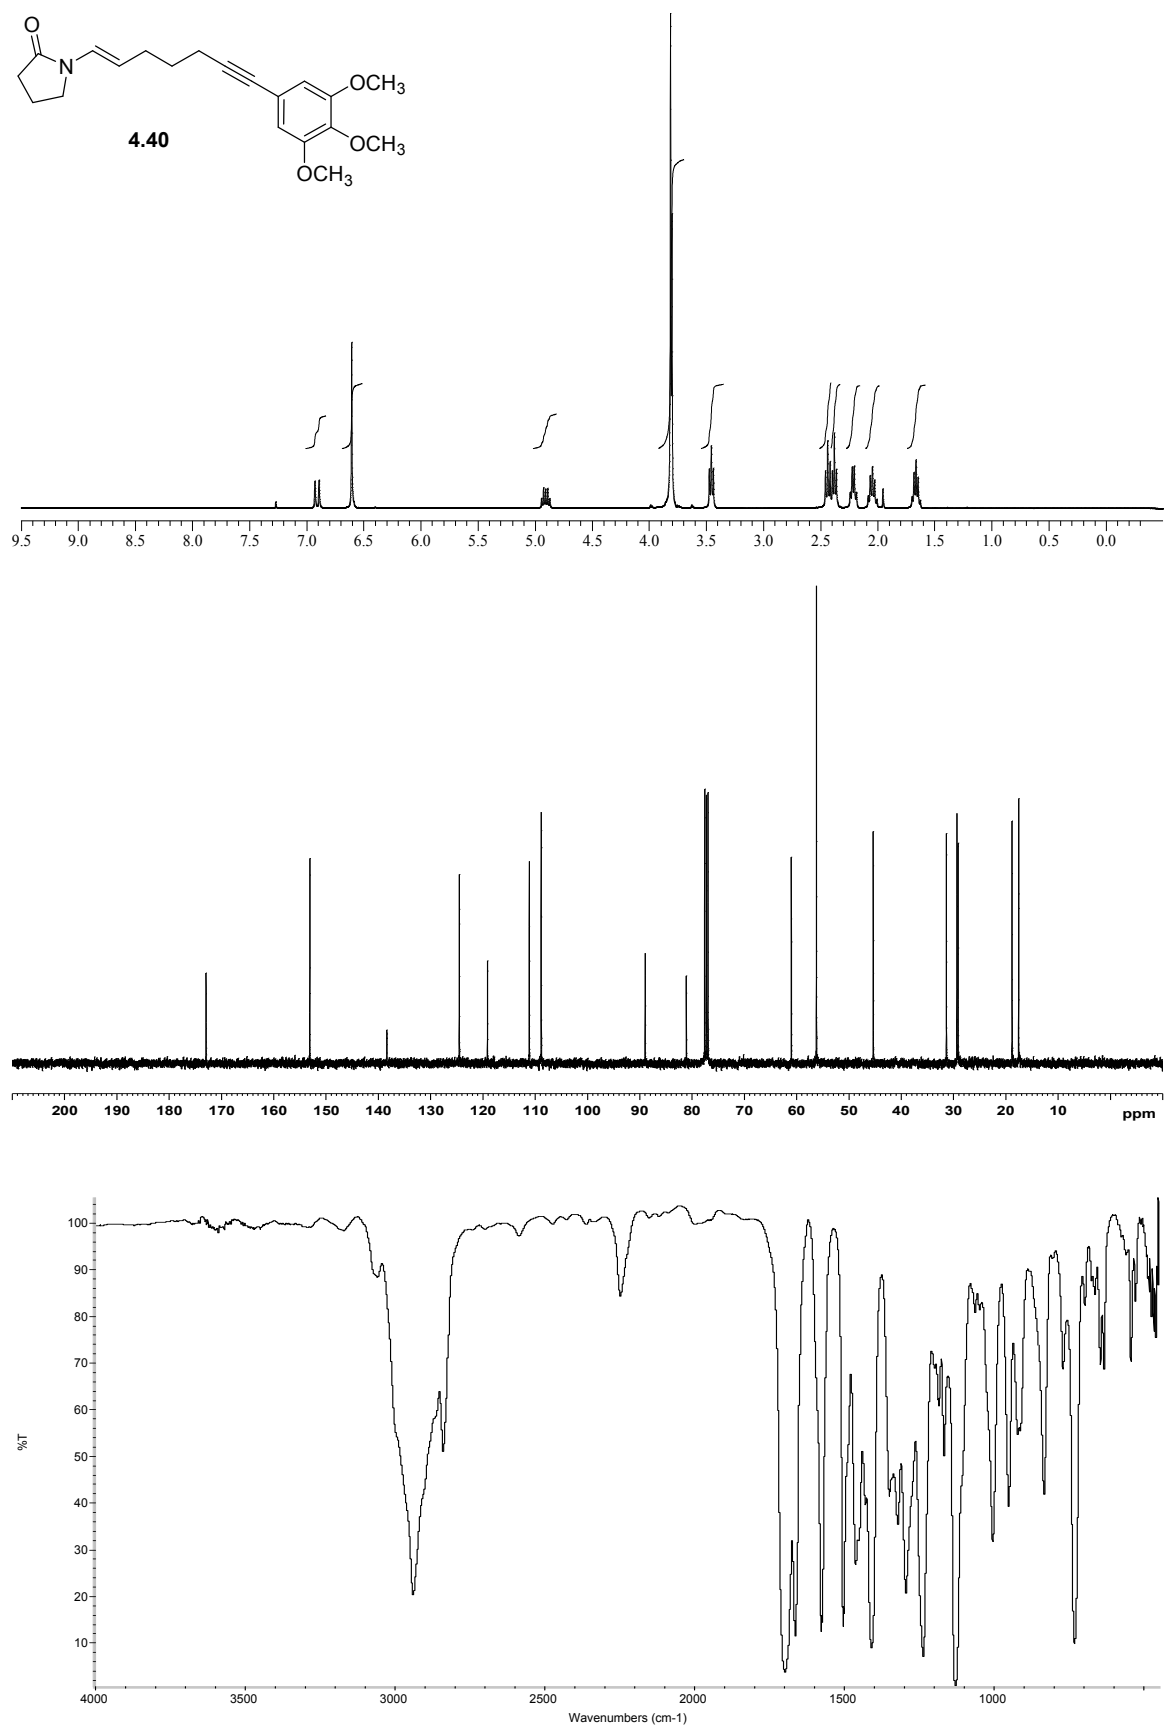 O
N
OCH3
OCH3
OCH3
4.40
9.5 9.0 8.5 8.0 7.5 7.0 6.5 6.0 5.5 5.0 4.5 4.0 3.5 3.0 2.5 2.0 1.5 1.0 0.5 0.0
200 190 180 170 160 150 140 130 120 110 100 90 80 70 60 50 40 30 20 10 ppm
100
90
80
70
60
50
40
30
20
10
%T
4000 3500 3000 2500 2000 1500 1000
Wavenumbers (cm-1)